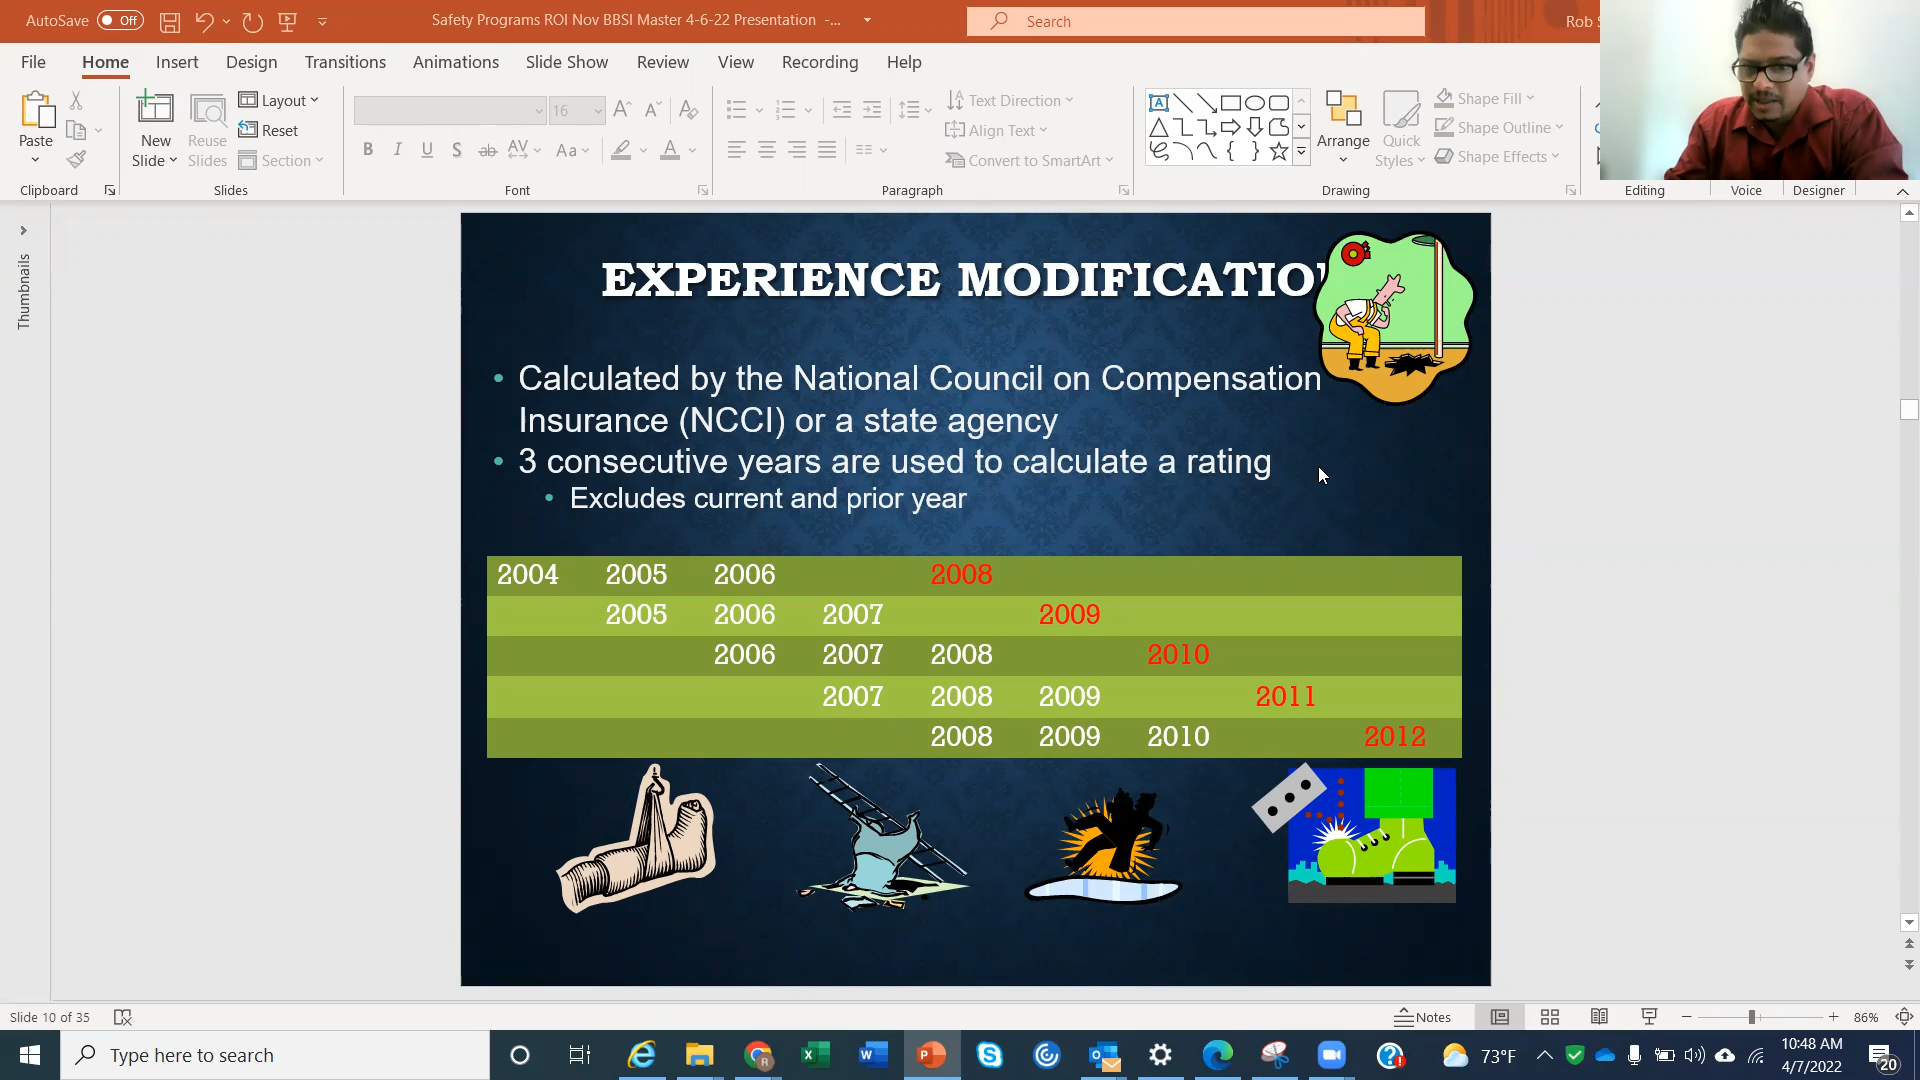 AutoSave Off Safety Programs ROI Nov BBSI Master 4-6-22 Presentation -... Search Rob
File Home Insert Design Transitions Animations Slide Show Review View Recording Help
Paste
New Slide
Reuse Slides
Layout
Reset
Section
16
B I U S ab AV Aa A
Text Direction
Align Text
Convert to SmartArt
Arrange
Quick Styles
Shape Fill
Shape Outline
Shape Effects
Clipboard Slides Font Paragraph Drawing Editing Voice Designer
Thumbnails
EXPERIENCE MODIFICATIO
• Calculated by the National Council on Compensation
Insurance (NCCI) or a state agency
• 3 consecutive years are used to calculate a rating
• Excludes current and prior year
2004 2005 2006 2008
2005 2006 2007 2009
2006 2007 2008 2010
2007 2008 2009 2011
2008 2009 2010 2012
Slide 10 of 35 Notes 86%
Type here to search 73°F 10:48 AM
4/7/2022 20